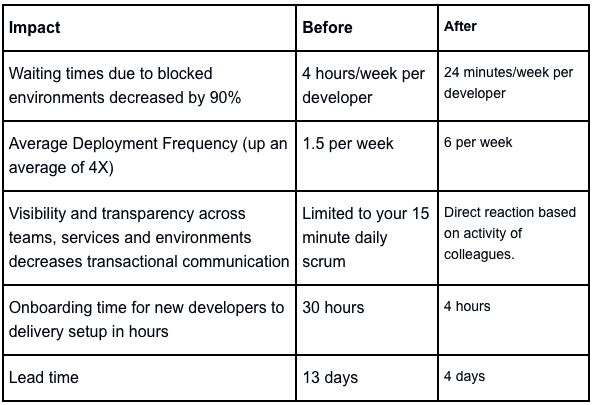 Impact
Before
After
Waiting times due to blocked
environments decreased by 90%
4 hours/week per
developer
24 minutes/week per
developer
Average Deployment Frequency (up an
average of 4X)
1.5 per week
6 per week
Visibility and transparency across
teams, services and environments
decreases transactional communication
Limited to your 15
minute daily
scrum
Direct reaction based
on activity of
colleagues.
Onboarding time for new developers to
delivery setup in hours
30 hours
4 hours
Lead time
13 days
4 days